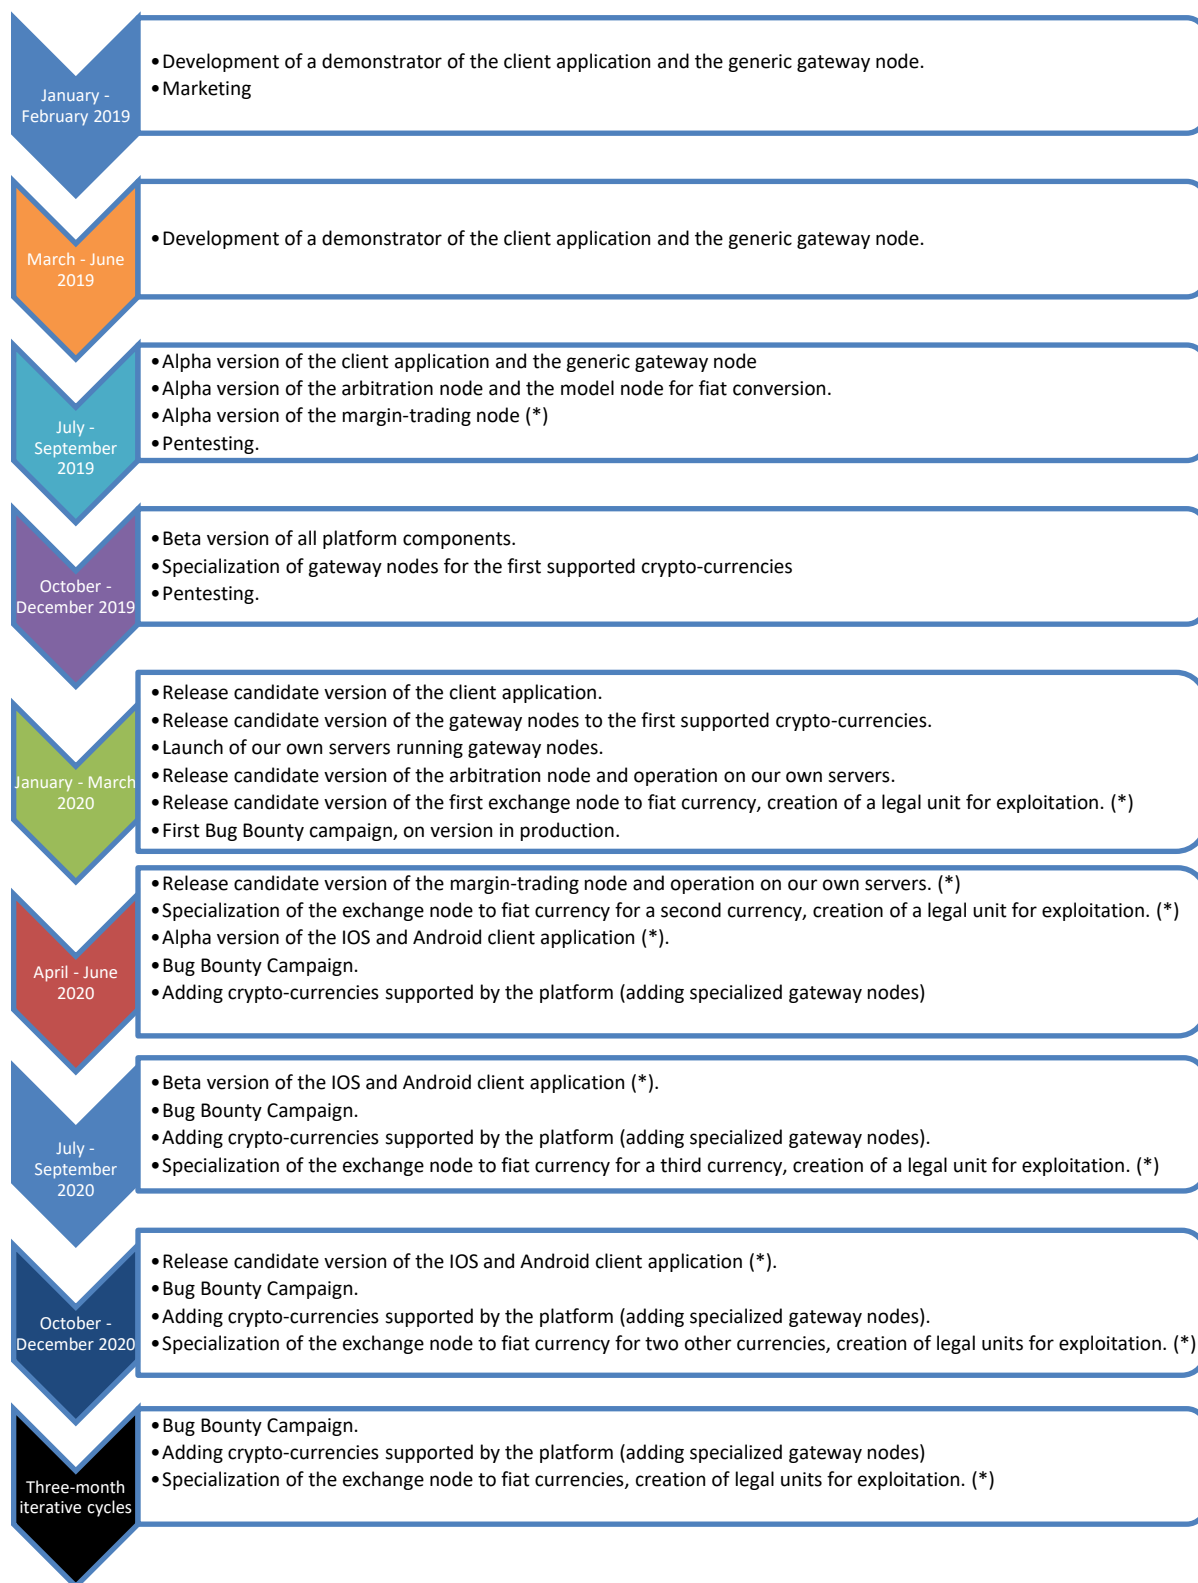 January -
February 2019
•Development of a demonstrator of the client application and the generic gateway node.
•Marketing
March - June
2019
•Development of a demonstrator of the client application and the generic gateway node.
July -
September
2019
•Alpha version of the client application and the generic gateway node
•Alpha version of the arbitration node and the model node for fiat conversion.
•Alpha version of the margin-trading node (*)
•Pentesting.
October -
December 2019
•Beta version of all platform components.
•Specialization of gateway nodes for the first supported crypto-currencies
•Pentesting.
January - March
2020
•Release candidate version of the client application.
•Release candidate version of the gateway nodes to the first supported crypto-currencies.
•Launch of our own servers running gateway nodes.
•Release candidate version of the arbitration node and operation on our own servers.
•Release candidate version of the first exchange node to fiat currency, creation of a legal unit for exploitation. (*)
•First Bug Bounty campaign, on version in production.
April - June
2020
•Release candidate version of the margin-trading node and operation on our own servers. (*)
•Specialization of the exchange node to fiat currency for a second currency, creation of a legal unit for exploitation. (*)
•Alpha version of the IOS and Android client application (*).
•Bug Bounty Campaign.
•Adding crypto-currencies supported by the platform (adding specialized gateway nodes)
July -
September
2020
•Beta version of the IOS and Android client application (*).
•Bug Bounty Campaign.
•Adding crypto-currencies supported by the platform (adding specialized gateway nodes).
•Specialization of the exchange node to fiat currency for a third currency, creation of a legal unit for exploitation. (*)
October -
December 2020
•Release candidate version of the IOS and Android client application (*).
•Bug Bounty Campaign.
•Adding crypto-currencies supported by the platform (adding specialized gateway nodes).
•Specialization of the exchange node to fiat currency for two other currencies, creation of legal units for exploitation. (*)
Three-month
iterative cycles
•Bug Bounty Campaign.
•Adding crypto-currencies supported by the platform (adding specialized gateway nodes)
•Specialization of the exchange node to fiat currencies, creation of legal units for exploitation. (*)